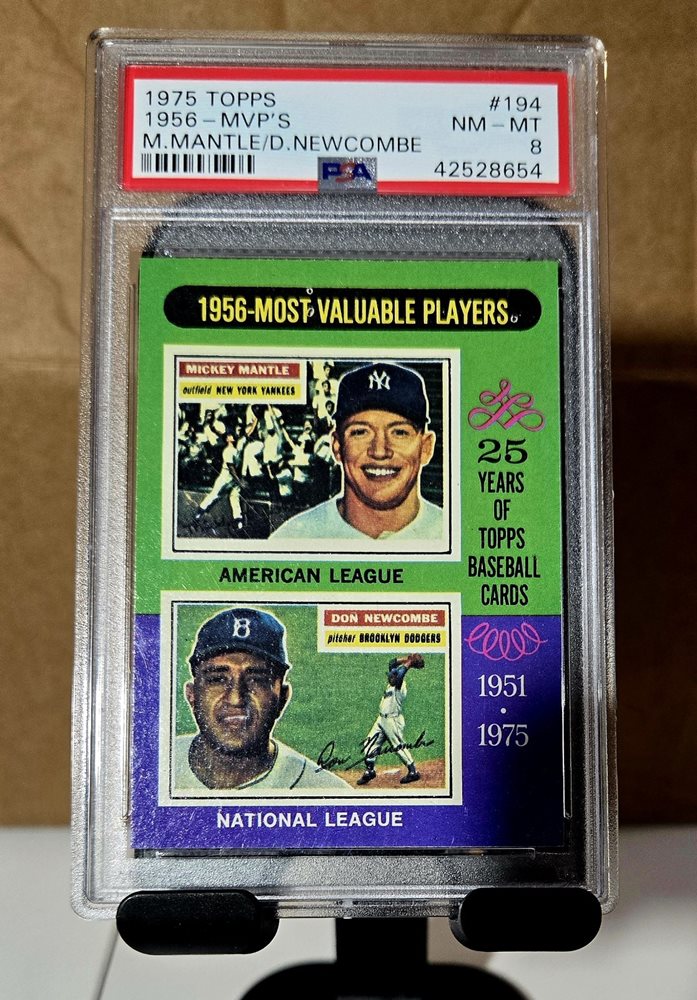 1975 TOPPS #194
1956-MVP'S NM-MT
M.MANTLE/D.NEWCOMBE 8
PSA 42528654
1956-MOST VALUABLE PLAYERS
MICKEY MANTLE
outfield NEW YORK YANKEES
NY
AMERICAN LEAGUE
25
YEARS
OF
TOPPS
BASEBALL
CARDS
DON NEWCOMBE
pitcher BROOKLYN DODGERS
B
Don Newcombe
NATIONAL LEAGUE
1951
•
1975